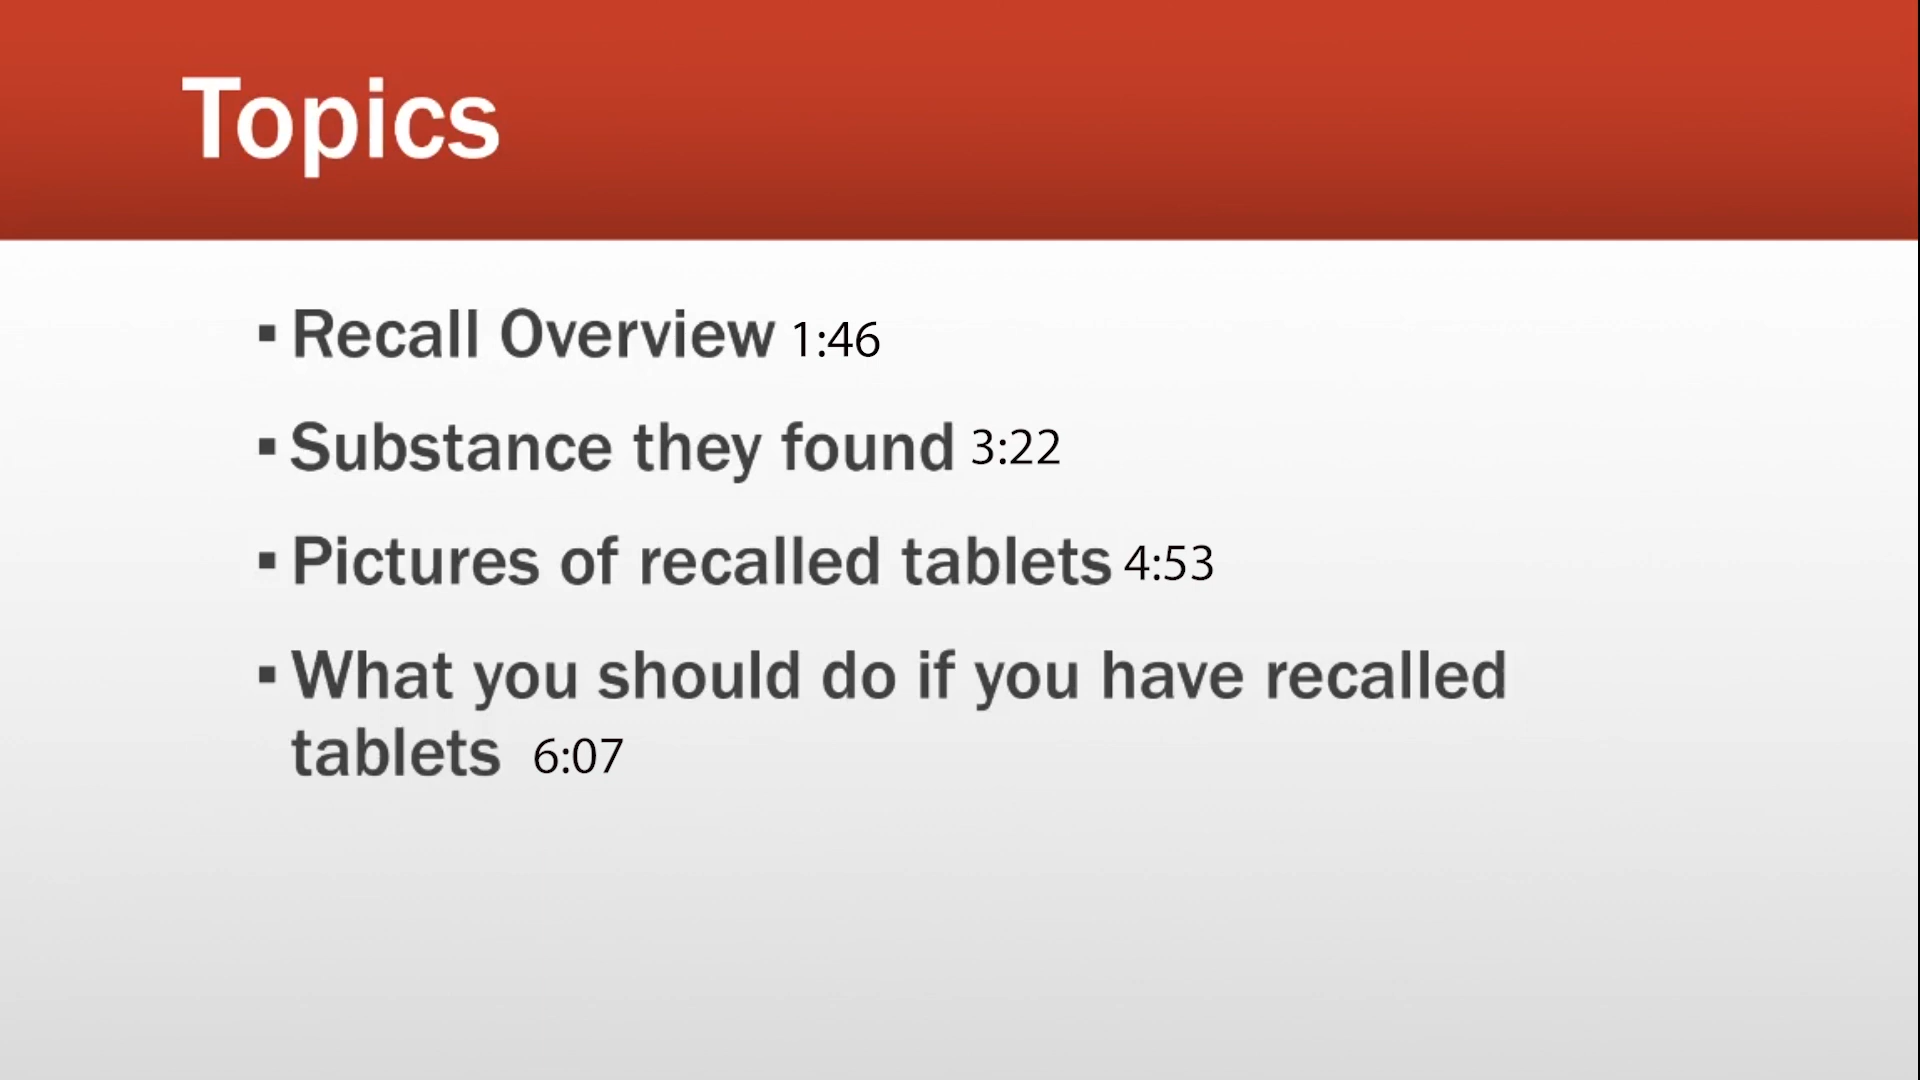 Topics
▪ Recall Overview 1:46
▪ Substance they found 3:22
▪ Pictures of recalled tablets 4:53
▪ What you should do if you have recalled
tablets 6:07